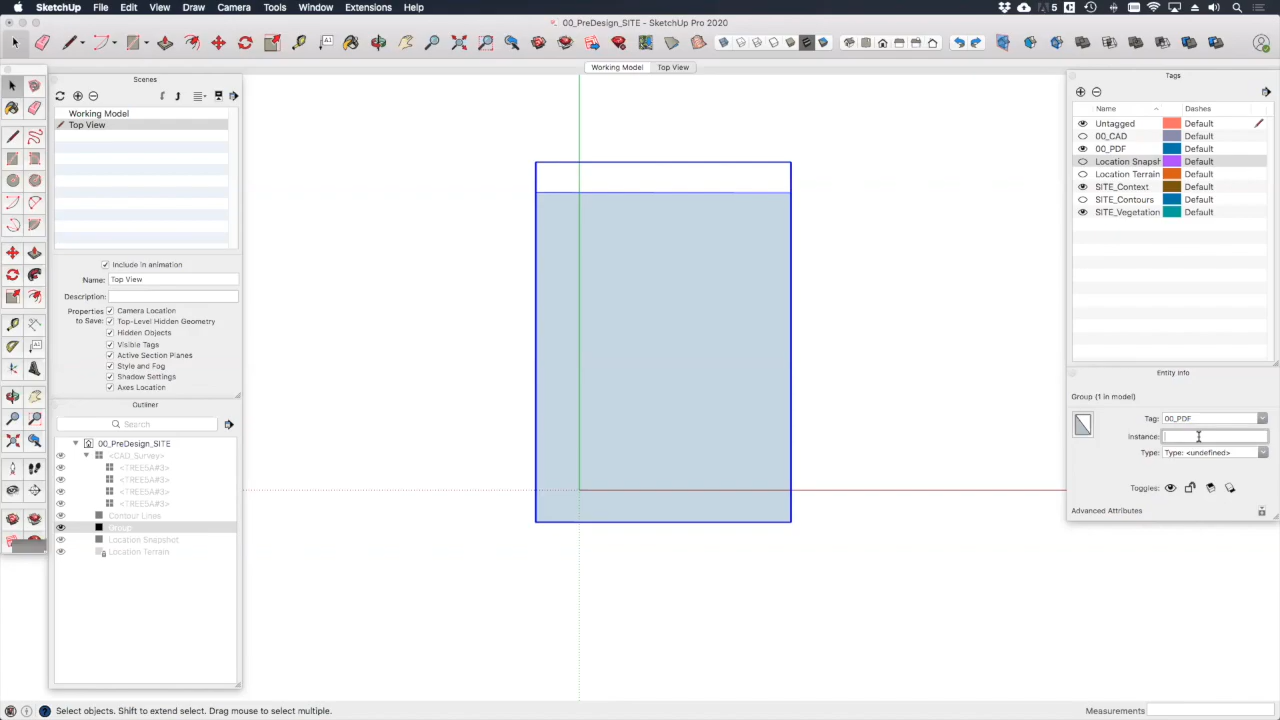 SketchUp File Edit View Draw Camera Tools Window Extensions Help
5
00_PreDesign_SITE - SketchUp Pro 2020
Working Model Top View
Scenes
Working Model
Top View
Include in animation
Name: Top View
Description:
Properties to Save:
Camera Location
Top-Level Hidden Geometry
Hidden Objects
Visible Tags
Active Section Planes
Style and Fog
Shadow Settings
Axes Location
Outliner
Search
00_PreDesign_SITE
<CAD_Survey>
<TREE5A#3>
<TREE5A#3>
<TREE5A#3>
<TREE5A#3>
Contour Lines
Group
Location Snapshot
Location Terrain
Tags
Name Dashes
Untagged Default
00_CAD Default
00_PDF Default
Location Snapsh Default
Location Terrain Default
SITE_Context Default
SITE_Contours Default
SITE_Vegetation Default
Entity Info
Group (1 in model)
Tag: 00_PDF
Instance:
Type: Type: <undefined>
Toggles:
Advanced Attributes
Select objects. Shift to extend select. Drag mouse to select multiple.
Measurements